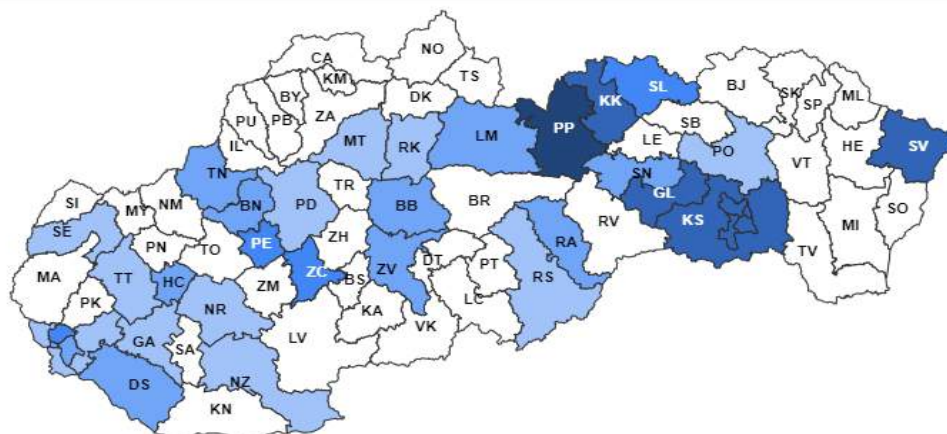 NO
CA
TS
KM
BY
DK
PU
PB
ZA
IL
MT
RK
LM
PP
KK
SL
BJ
SK
SP
ML
LE
SB
PO
VT
HE
SV
TN
BN
PD
TR
BB
BR
SN
GL
KS
RV
SI
MY
NM
SE
PN
TO
PE
ZH
ZC
ZV
DT
PT
RA
RS
MI
SO
TV
MA
TT
HC
PK
ZM
BS
KA
LC
NR
VK
GA
SA
LV
DS
NZ
KN